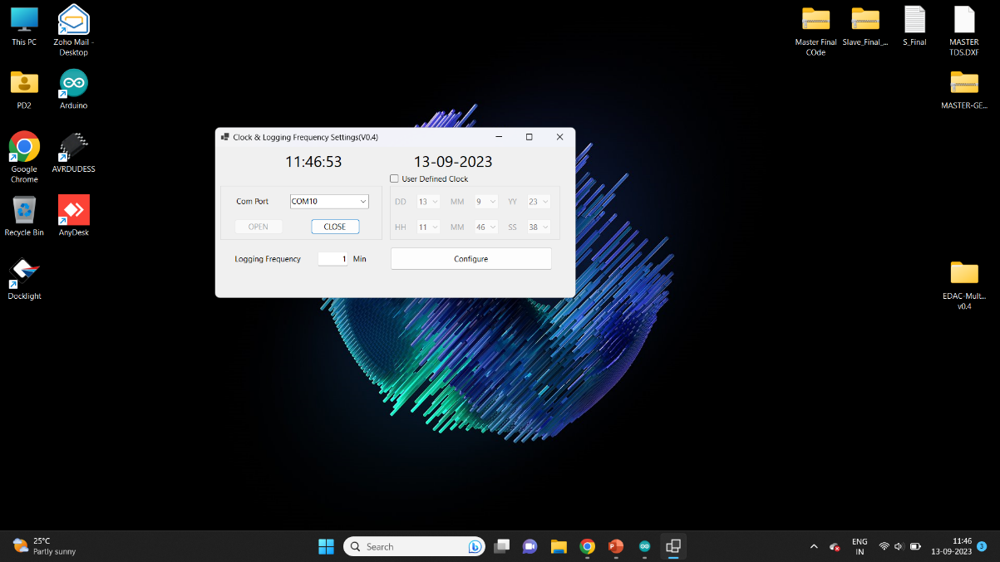 This PC
Zoho Mail -
Desktop
Master Final
COde
Slave_Final_...
S_Final
MASTER
TDS.DXF
PD2
Arduino
MASTER-GE...
Google
Chrome
AVRDUDESS
Recycle Bin
AnyDesk
Docklight
EDAC-Mult...
v0.4
Clock & Logging Frequency Settings(V0.4)
11:46:53
13-09-2023
User Defined Clock
Com Port
COM10
DD
13
MM
9
YY
23
OPEN
CLOSE
HH
11
MM
46
SS
38
Logging Frequency
1
Min
Configure
25°C
Partly sunny
Search
ENG
IN
11:46
13-09-2023
3